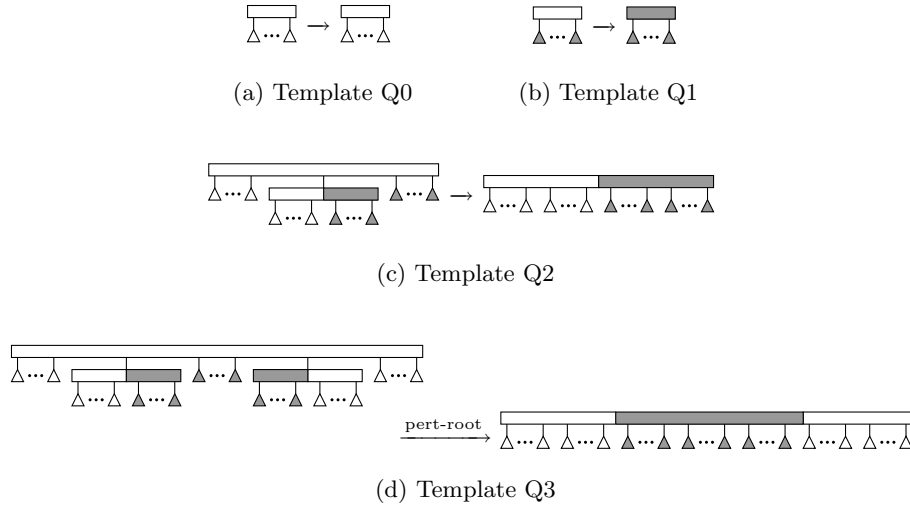 (a) Template Q0
(b) Template Q1
(c) Template Q2
pert-root
(d) Template Q3